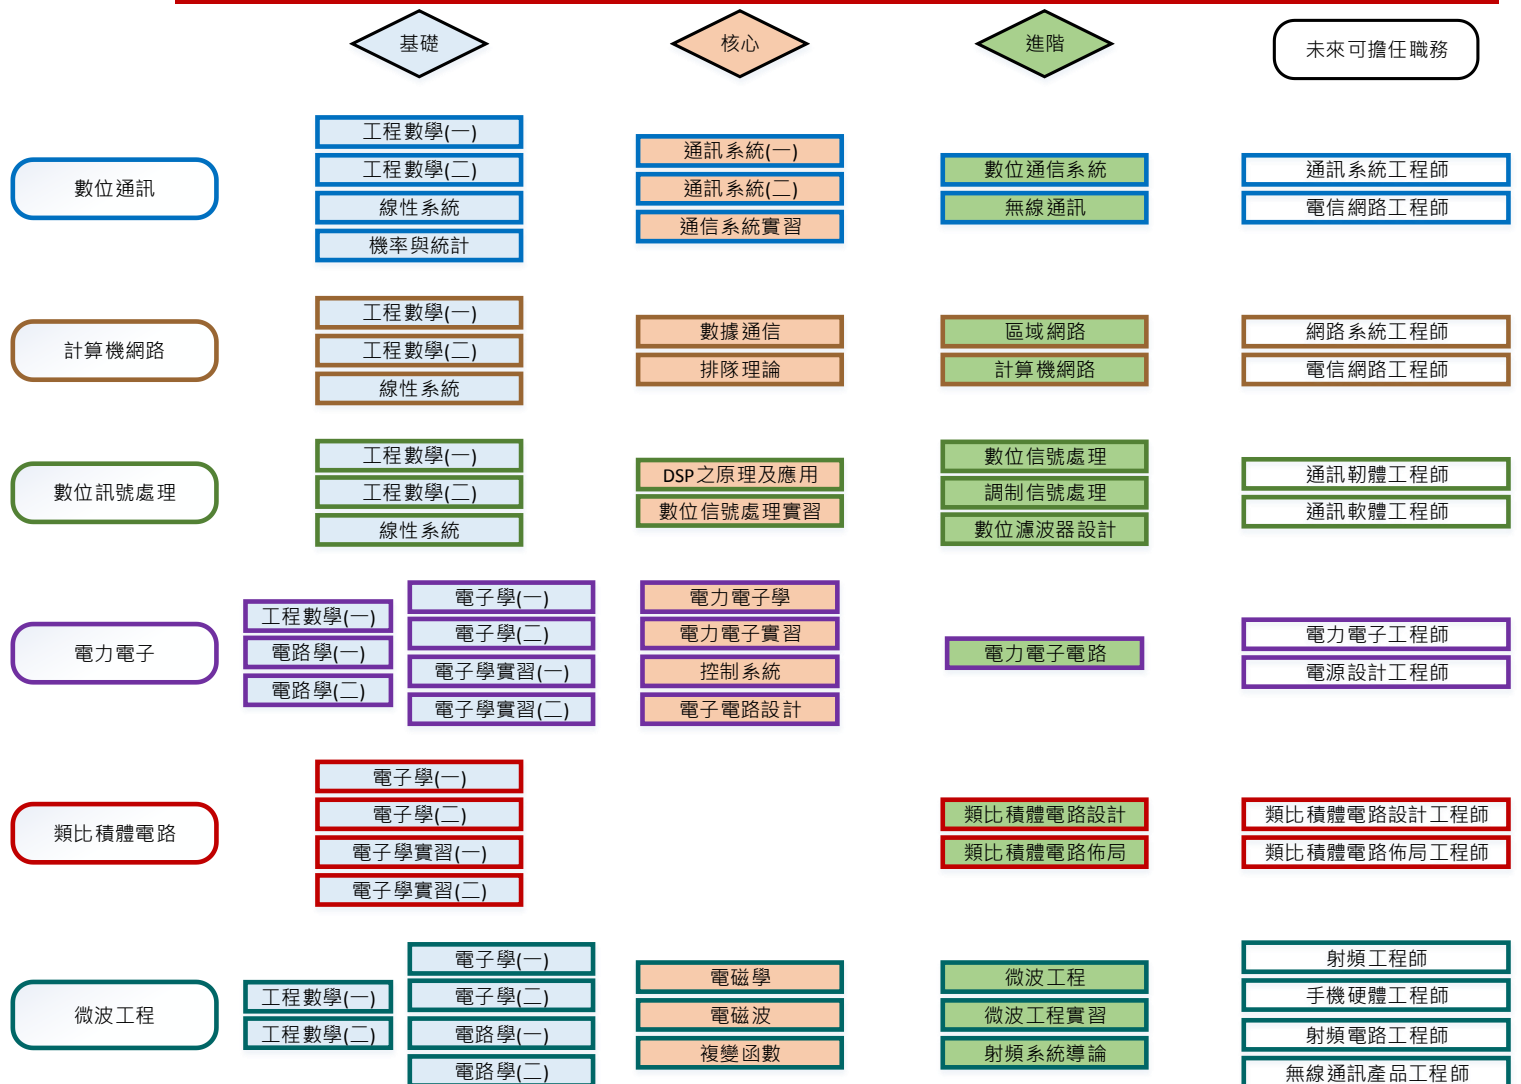 基礎
核心
進階
未來可擔任職務
數位通訊
工程數學(一)
工程數學(二)
線性系統
機率與統計
通訊系統(一)
通訊系統(二)
通信系統實習
數位通信系統
無線通訊
通訊系統工程師
電信網路工程師
計算機網路
工程數學(一)
工程數學(二)
線性系統
數據通信
排隊理論
區域網路
計算機網路
網路系統工程師
電信網路工程師
數位訊號處理
工程數學(一)
工程數學(二)
線性系統
DSP之原理及應用
數位信號處理實習
數位信號處理
調制信號處理
數位濾波器設計
通訊韌體工程師
通訊軟體工程師
電力電子
工程數學(一)
電路學(一)
電路學(二)
電子學(一)
電子學(二)
電子學實習(一)
電子學實習(二)
電力電子學
電力電子實習
控制系統
電子電路設計
電力電子電路
電力電子工程師
電源設計工程師
類比積體電路
電子學(一)
電子學(二)
電子學實習(一)
電子學實習(二)
類比積體電路設計
類比積體電路佈局
類比積體電路設計工程師
類比積體電路佈局工程師
微波工程
工程數學(一)
工程數學(二)
電子學(一)
電子學(二)
電路學(一)
電路學(二)
電磁學
電磁波
複變函數
微波工程
微波工程實習
射頻系統導論
射頻工程師
手機硬體工程師
射頻電路工程師
無線通訊產品工程師